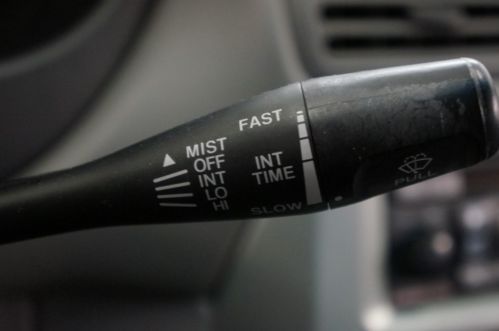 FAST
MIST
OFF
INT
LO
HI
INT
TIME
SLOW
PULL